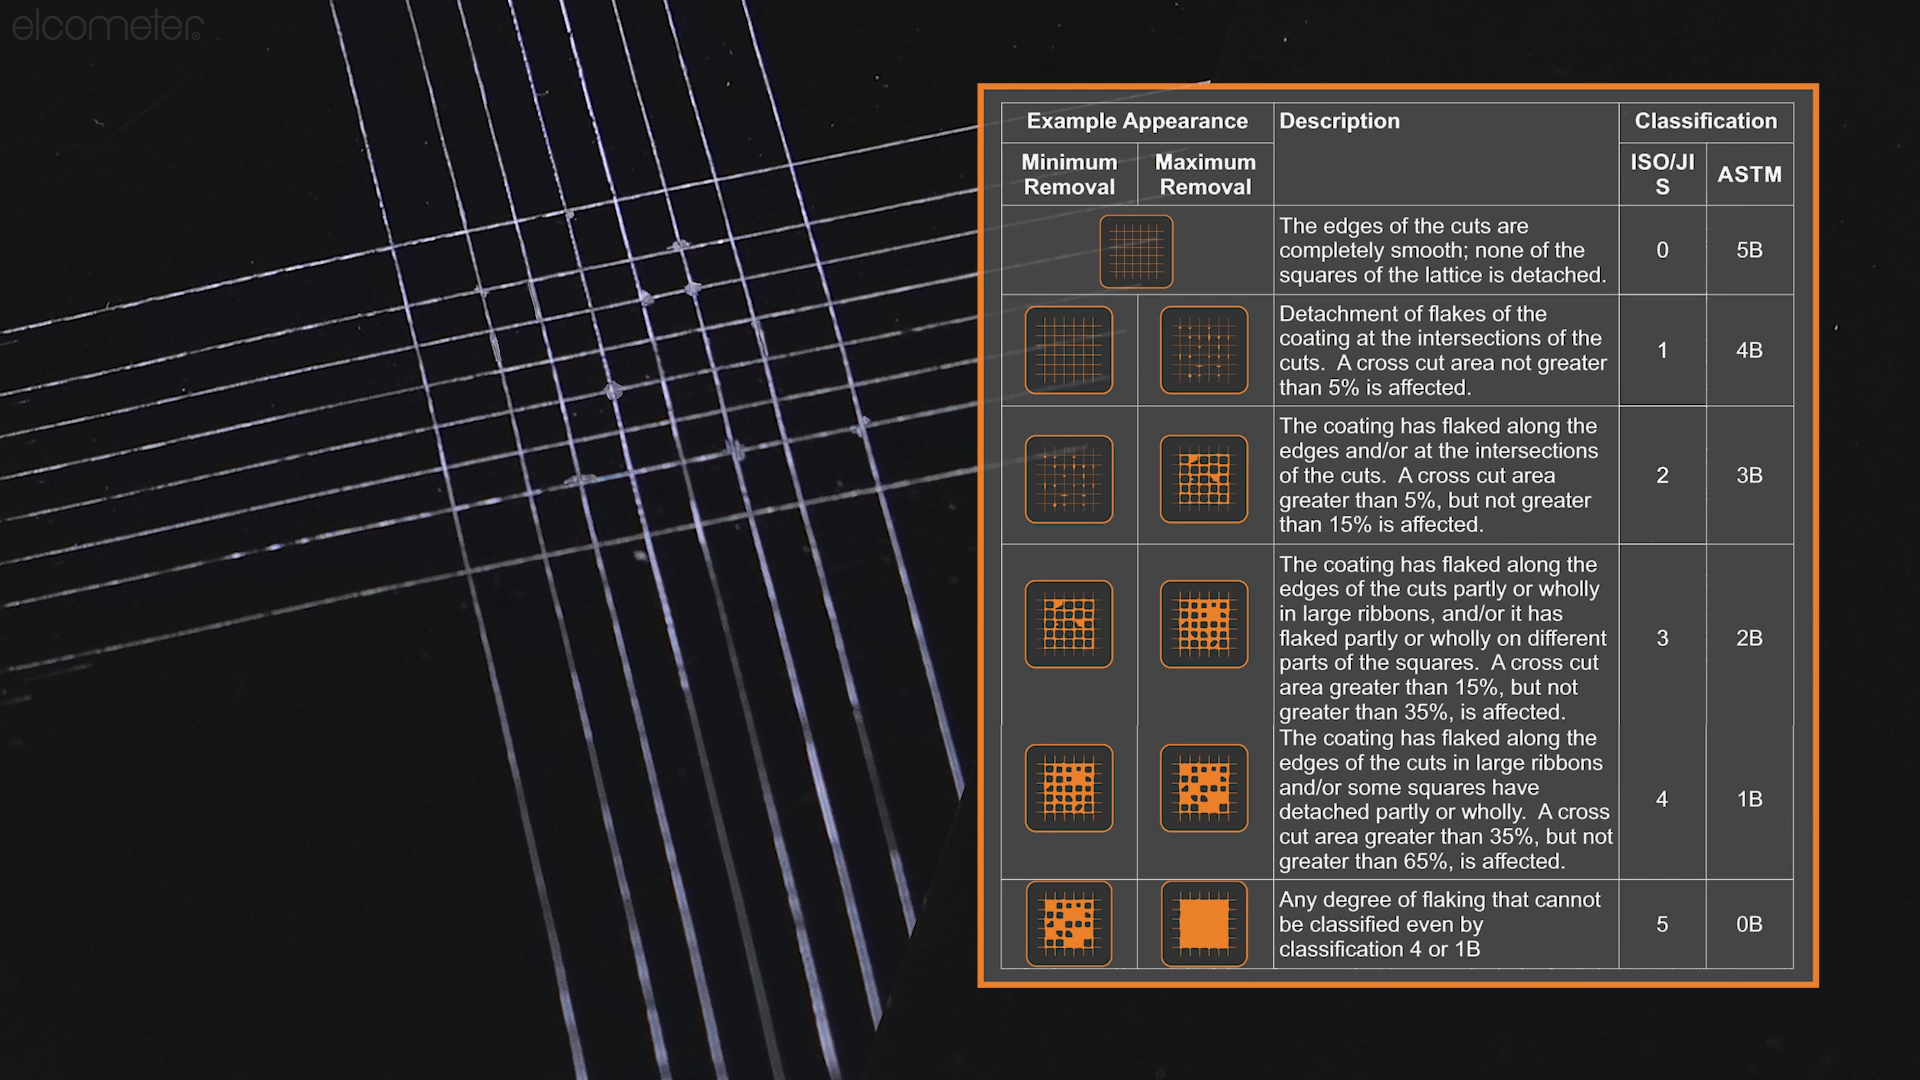 elcometer
Example Appearance
Description
Classification
Minimum
Removal
Maximum
Removal
ISO/JI
S
ASTM
The edges of the cuts are
completely smooth; none of the
squares of the lattice is detached.
0
5B
Detachment of flakes of the
coating at the intersections of the
cuts.  A cross cut area not greater
than 5% is affected.
1
4B
The coating has flaked along the
edges and/or at the intersections
of the cuts.  A cross cut area
greater than 5%, but not greater
than 15% is affected.
2
3B
The coating has flaked along the
edges of the cuts partly or wholly
in large ribbons, and/or it has
flaked partly or wholly on different
parts of the squares.  A cross cut
area greater than 15%, but not
greater than 35%, is affected.
3
2B
The coating has flaked along the
edges of the cuts in large ribbons
and/or some squares have
detached partly or wholly.  A cross
cut area greater than 35%, but not
greater than 65%, is affected.
4
1B
Any degree of flaking that cannot
be classified even by
classification 4 or 1B
5
0B